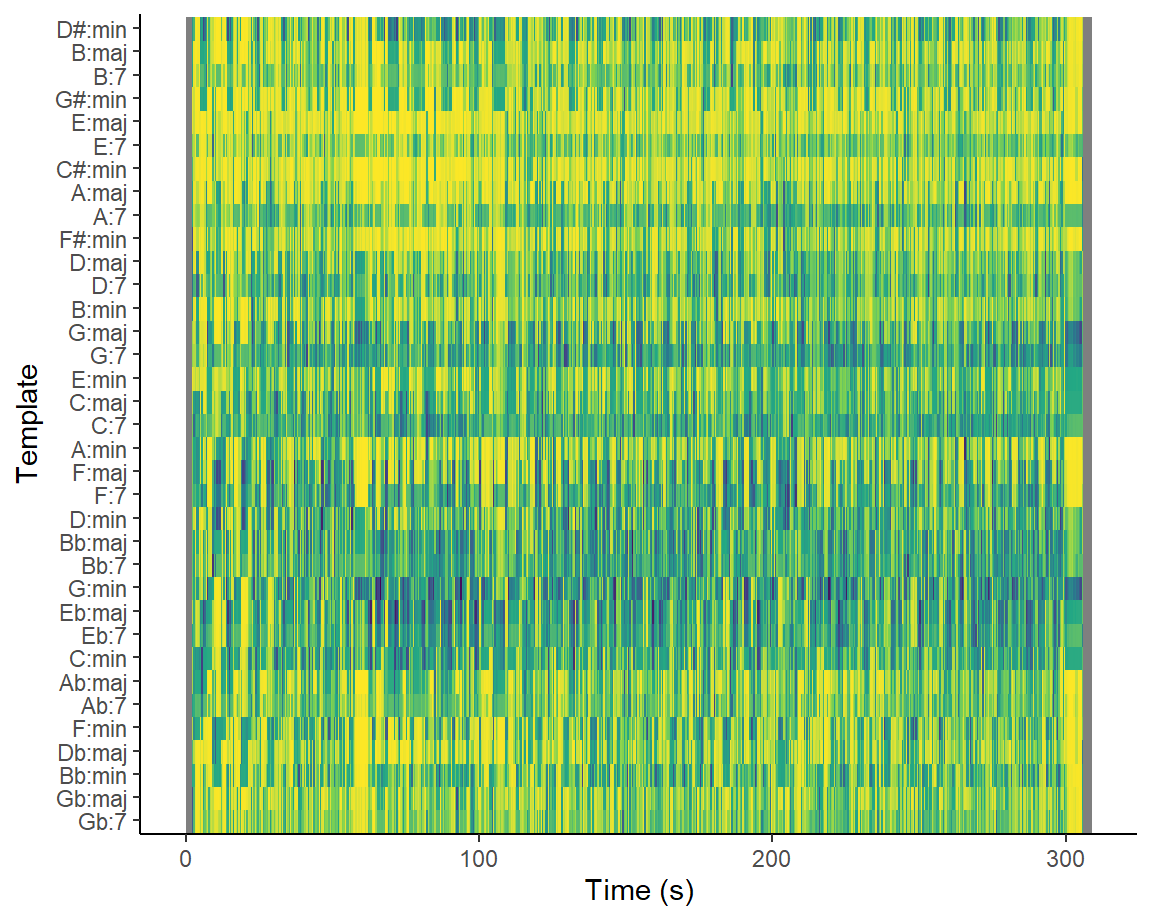 D#:min
B:maj
B:7
G#:min
E:maj
E:7
C#:min
A:maj
A:7
F#:min
D:maj
D:7
B:min
G:maj
G:7
E:min
C:maj
C:7
A:min
F:maj
F:7
D:min
Bb:maj
Bb:7
G:min
Eb:maj
Eb:7
C:min
Ab:maj
Ab:7
F:min
Db:maj
Bb:min
Gb:maj
Gb:7
Template
0 100 200 300
Time (s)